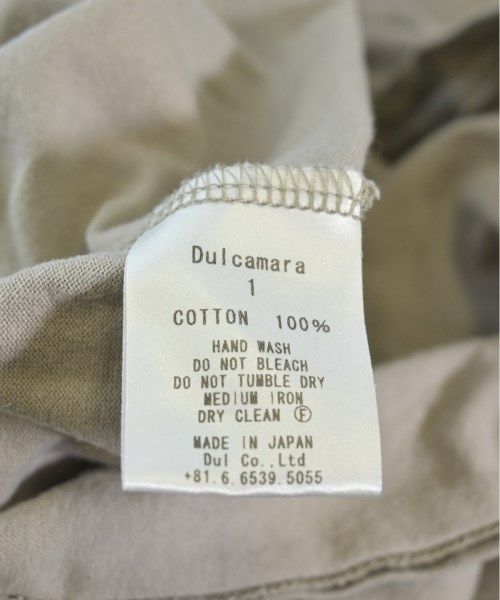 Dulcamara
1
COTTON 100%
HAND WASH
DO NOT BLEACH
DO NOT TUMBLE DRY
MEDIUM IRON
DRY CLEAN Ⓕ
MADE IN JAPAN
Dul Co.,Ltd
+81.6.6539.5055